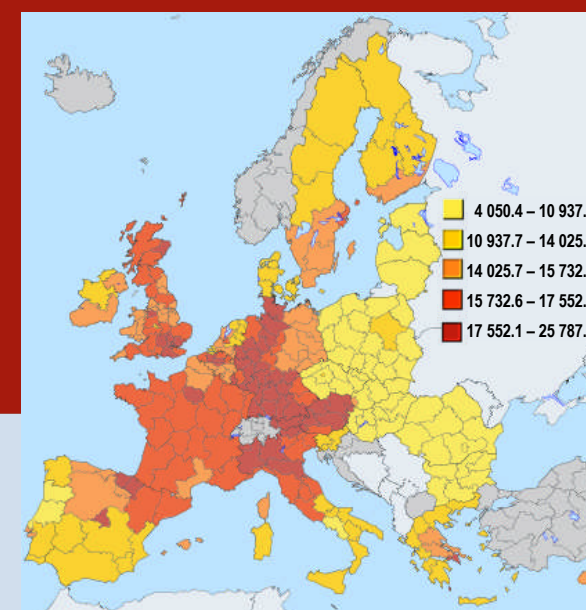 4 050.4 – 10 937.
10 937.7 – 14 025.
14 025.7 – 15 732.
15 732.6 – 17 552.
17 552.1 – 25 787.